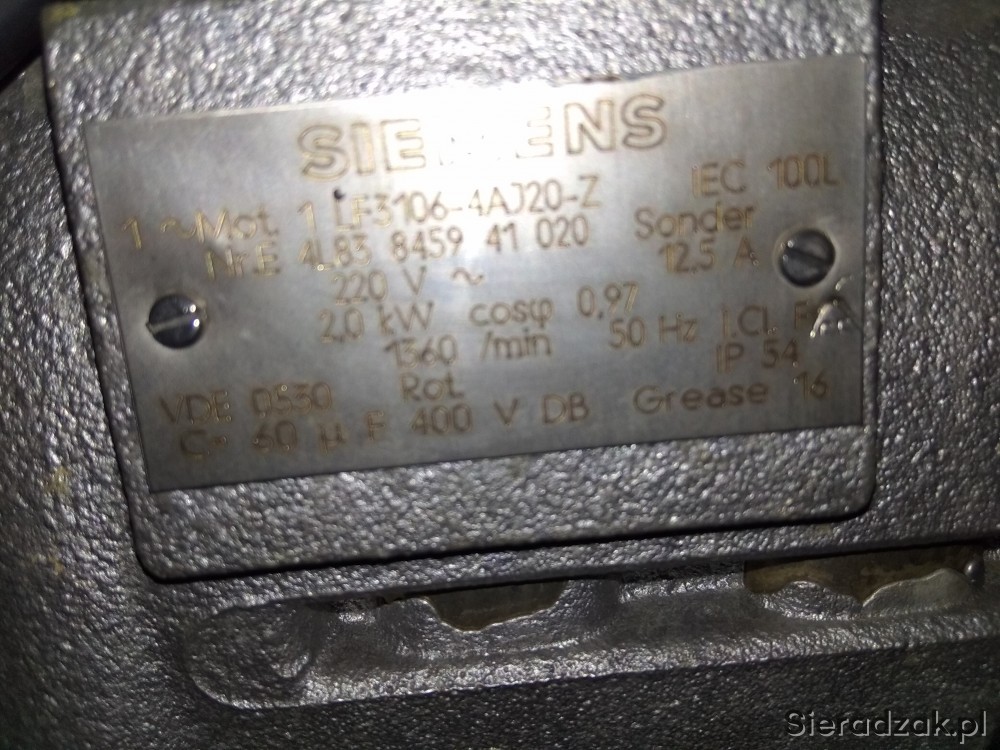 SIEMENS
1 ~ Mot. 1 LF3106-4AJ20-Z IEC 100L
Nr.E 4L83 8459 41 020 Sonder
220 V ~ 12,5 A
2,0 kW cosφ 0,97
1360 /min 50 Hz I.Cl. F
VDE 0530 Rot. IP 54
60 µ F 400 V DB Grease 16
Sieradzak.pl